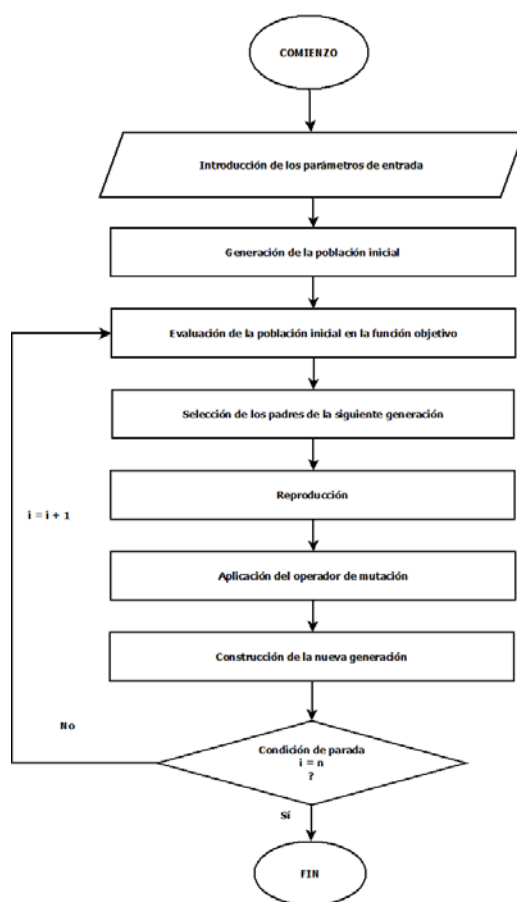 COMIENZO
Introducción de los parámetros de entrada
Generación de la población inicial
Evaluación de la población inicial en la función objetivo
Selección de los padres de la siguiente generación
Reproducción
i = i + 1
Aplicación del operador de mutación
Construcción de la nueva generación
No
Condición de parada
i = n
?
Sí
FIN